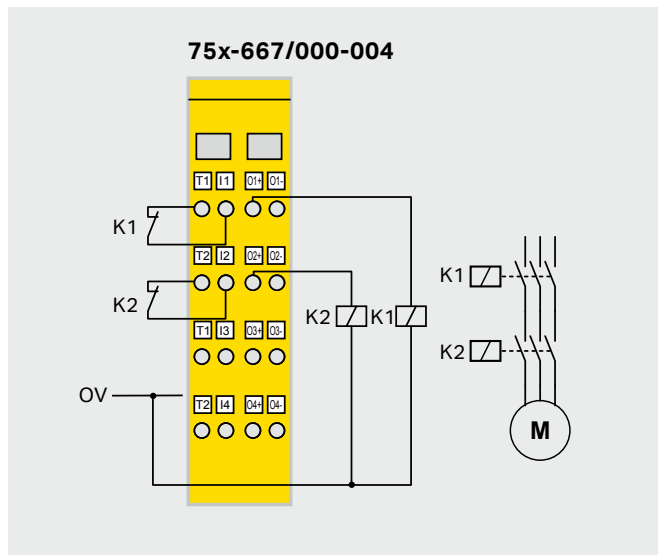 75x-667/000-004
T1 I1 O1+ O1-
K1
T2 I2 O2+ O2-
K2
K2 K1
T1 I3 O3+ O3-
0V
T2 I4 O4+ O4-
K1
K2
M